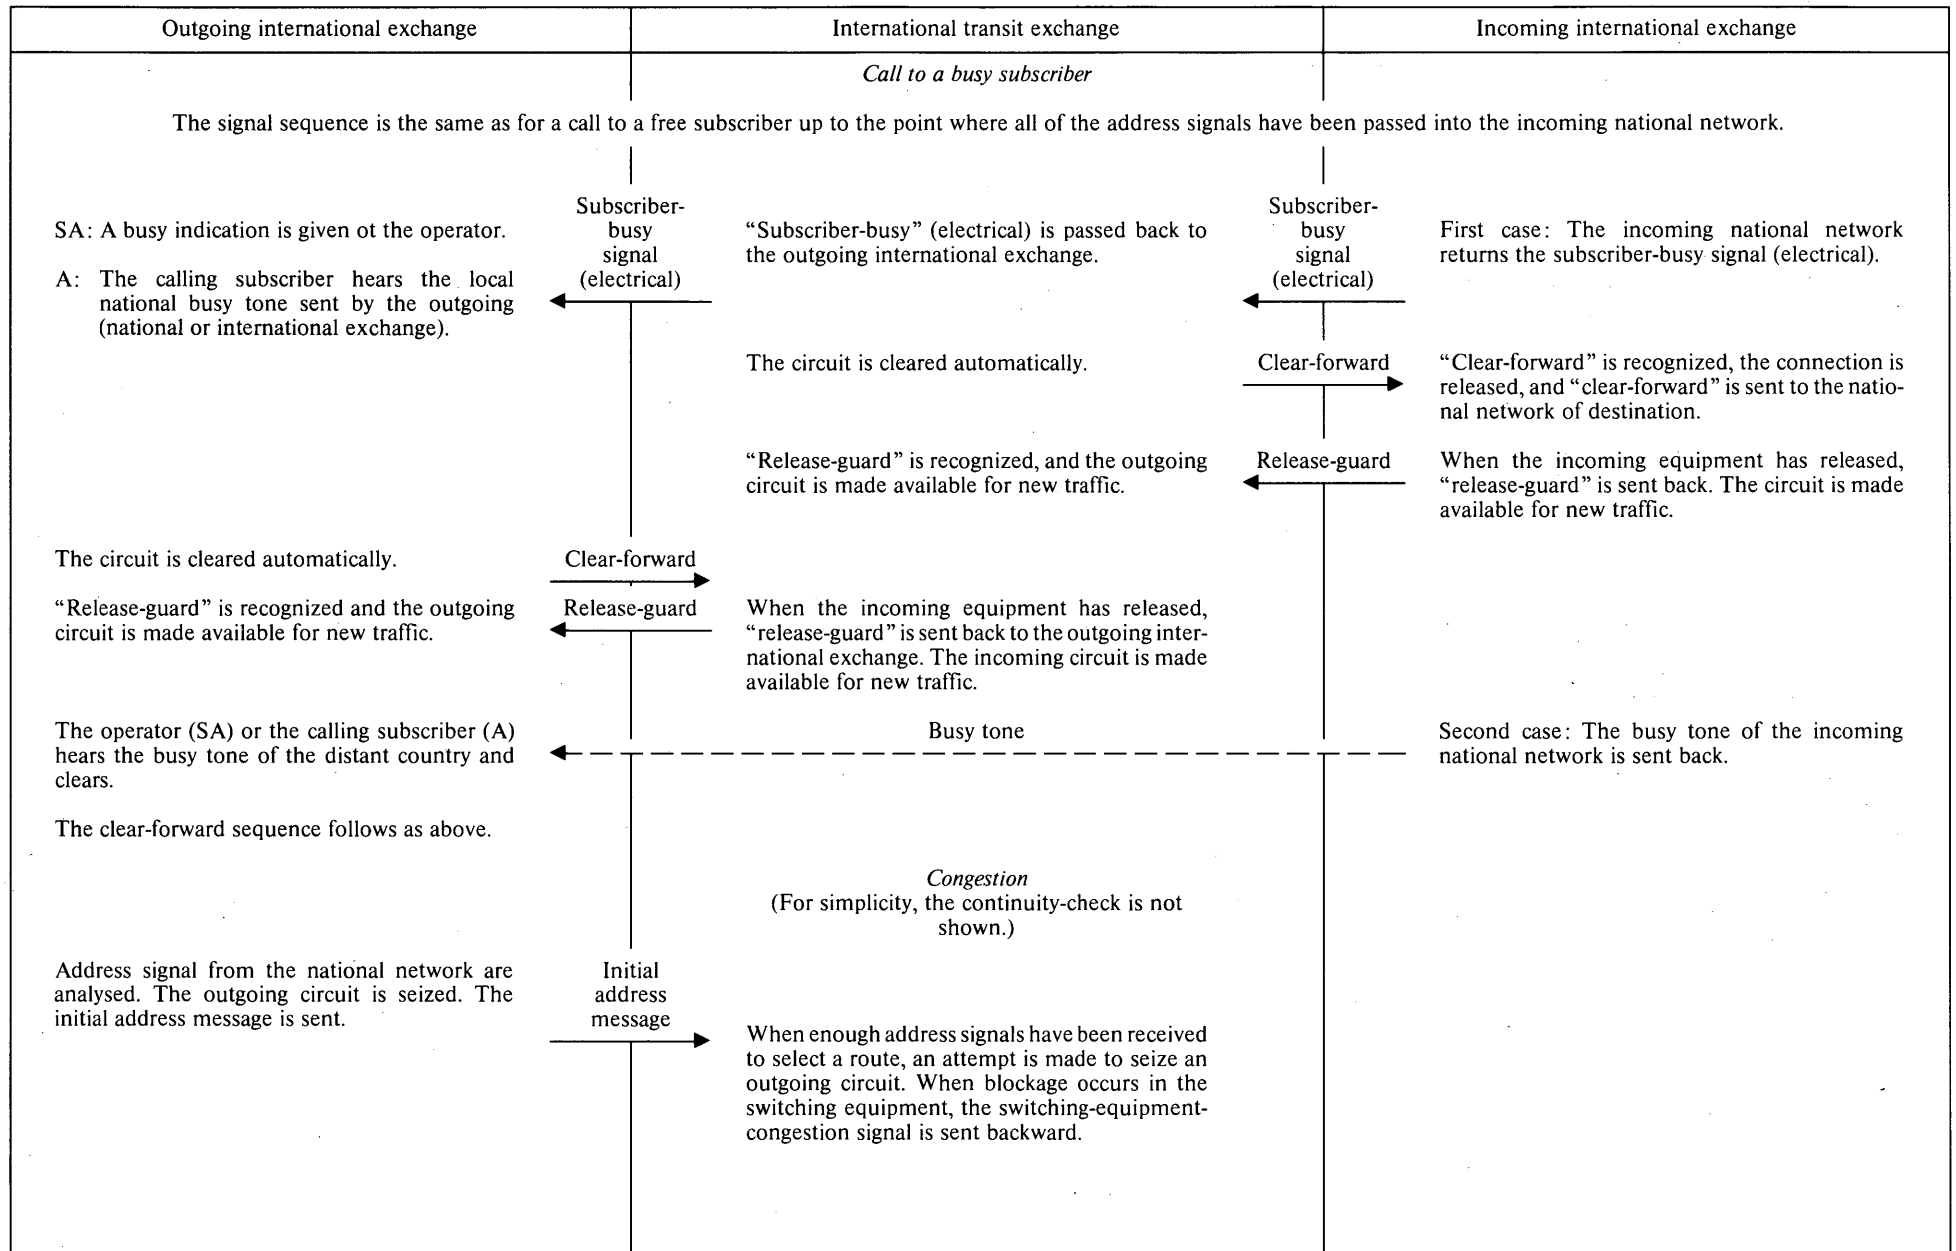 Outgoing international exchange
International transit exchange
Incoming international exchange
Call to a busy subscriber
The signal sequence is the same as for a call to a free subscriber up to the point where all of the address signals have been passed into the incoming national network.
SA: A busy indication is given ot the operator.
A: The calling subscriber hears the local
national busy tone sent by the outgoing
(national or international exchange).
Subscriber-
busy
signal
(electrical)
“Subscriber-busy” (electrical) is passed back to
the outgoing international exchange.
Subscriber-
busy
signal
(electrical)
First case: The incoming national network
returns the subscriber-busy signal (electrical).
The circuit is cleared automatically.
Clear-forward
“Clear-forward” is recognized, the connection is
released, and “clear-forward” is sent to the natio-
nal network of destination.
“Release-guard” is recognized, and the outgoing
circuit is made available for new traffic.
Release-guard
When the incoming equipment has released,
“release-guard” is sent back. The circuit is made
available for new traffic.
The circuit is cleared automatically.
Clear-forward
“Release-guard” is recognized and the outgoing
circuit is made available for new traffic.
Release-guard
When the incoming equipment has released,
“release-guard” is sent back to the outgoing inter-
national exchange. The incoming circuit is made
available for new traffic.
The operator (SA) or the calling subscriber (A)
hears the busy tone of the distant country and
clears.
Busy tone
Second case: The busy tone of the incoming
national network is sent back.
The clear-forward sequence follows as above.
Congestion
(For simplicity, the continuity-check is not
shown.)
Address signal from the national network are
analysed. The outgoing circuit is seized. The
initial address message is sent.
Initial
address
message
When enough address signals have been received
to select a route, an attempt is made to seize an
outgoing circuit. When blockage occurs in the
switching equipment, the switching-equipment-
congestion signal is sent backward.